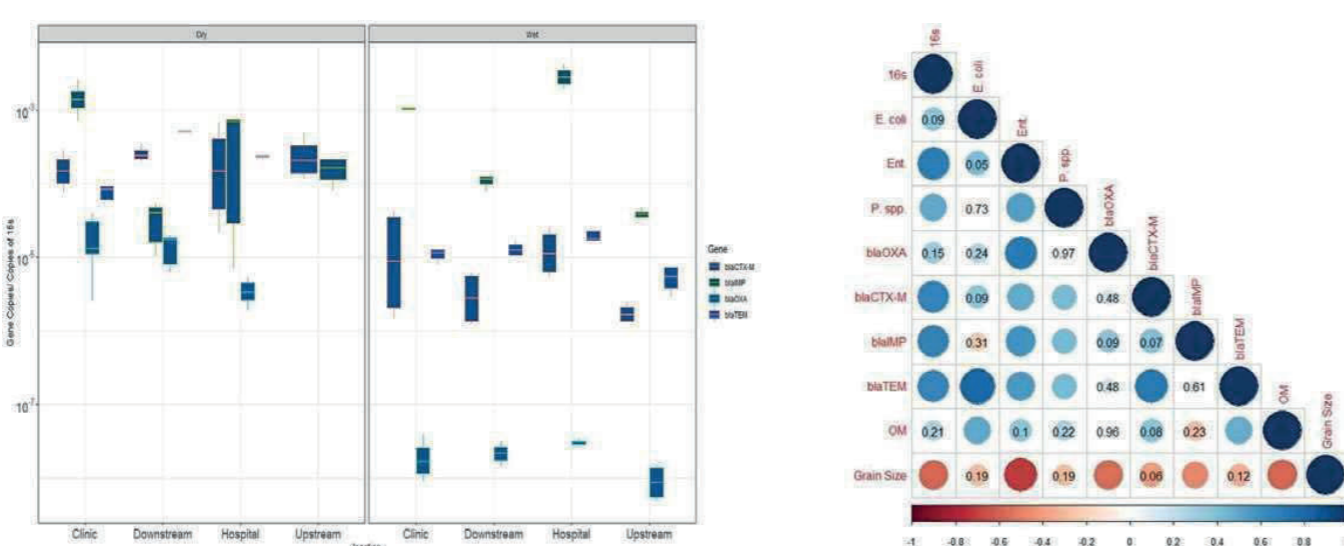 Dry
Wet
10⁻³
10⁻⁷
Gene Copies/ Copies of 16s
Clinic
Downstream
Hospital
Upstream
Clinic
Downstream
Hospital
Upstream
Gene
blaCTX-M
blaIMP
blaOXA
blaTEM
16s
E. coli
Ent.
P. spp.
blaOXA
blaCTX-M
blaIMP
blaTEM
OM
Grain Size
16s
E. coli 0.09
Ent. 0.05
P. spp. 0.73
blaOXA 0.15 0.24 0.97
blaCTX-M 0.09 0.48
blaIMP 0.31 0.09 0.07
blaTEM 0.48 0.61
OM 0.21 0.1 0.22 0.96 0.08 0.23
Grain Size 0.19 0.19 0.06 0.12
-1 -0.8 -0.6 -0.4 -0.2 0 0.2 0.4 0.6 0.8